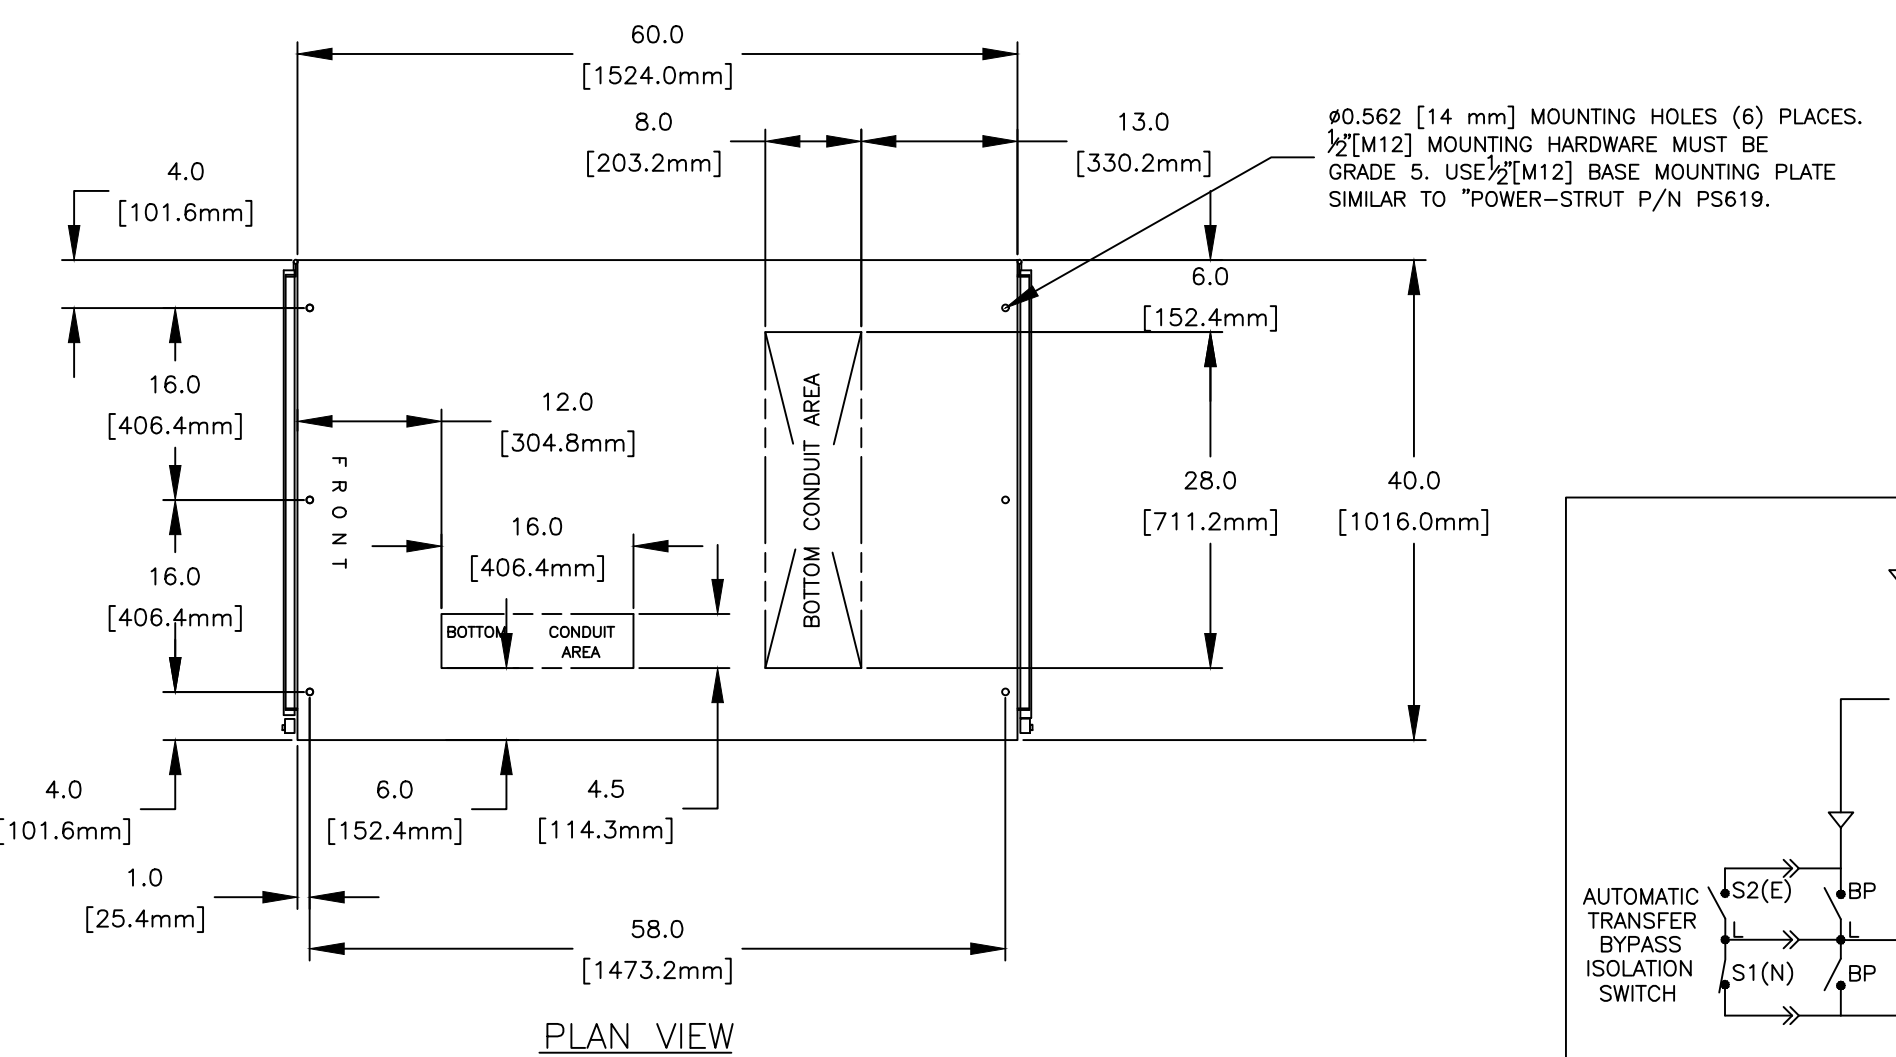 60.0
[1524.0mm]
8.0
[203.2mm]
13.0
[330.2mm]
ø0.562 [14 mm] MOUNTING HOLES (6) PLACES.
½"[M12] MOUNTING HARDWARE MUST BE
GRADE 5. USE ½"[M12] BASE MOUNTING PLATE
SIMILAR TO "POWER-STRUT P/N PS619.
4.0
[101.6mm]
6.0
[152.4mm]
16.0
[406.4mm]
12.0
[304.8mm]
FRONT
BOTTOM CONDUIT AREA
28.0
[711.2mm]
40.0
[1016.0mm]
16.0
[406.4mm]
16.0
[406.4mm]
BOTTOM CONDUIT
AREA
4.0
[101.6mm]
6.0
[152.4mm]
4.5
[114.3mm]
1.0
[25.4mm]
58.0
[1473.2mm]
PLAN VIEW
AUTOMATIC
TRANSFER
BYPASS
ISOLATION
SWITCH
S2(E)
BP
L
L
S1(N)
BP